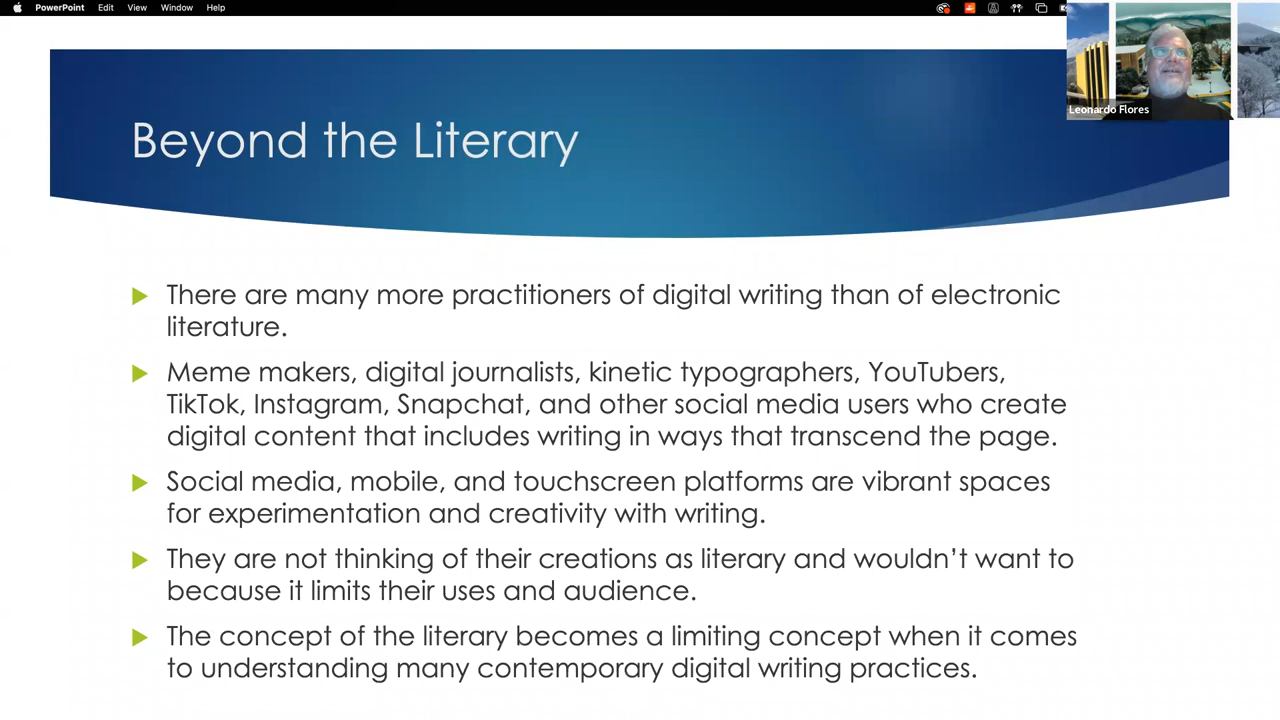 PowerPoint Edit View Window Help
Leonardo Flores
Beyond the Literary
There are many more practitioners of digital writing than of electronic
literature.
Meme makers, digital journalists, kinetic typographers, YouTubers,
TikTok, Instagram, Snapchat, and other social media users who create
digital content that includes writing in ways that transcend the page.
Social media, mobile, and touchscreen platforms are vibrant spaces
for experimentation and creativity with writing.
They are not thinking of their creations as literary and wouldn’t want to
because it limits their uses and audience.
The concept of the literary becomes a limiting concept when it comes
to understanding many contemporary digital writing practices.